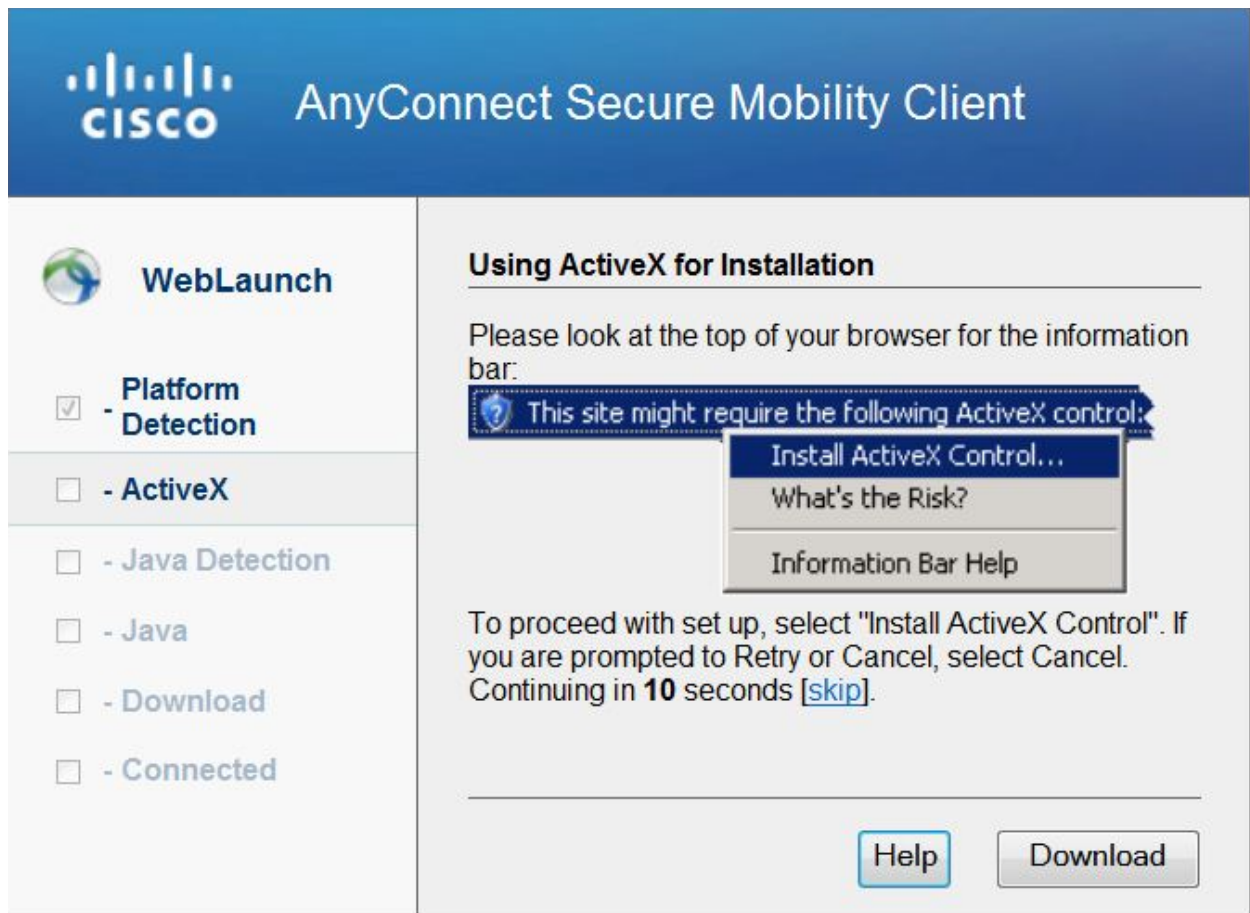 CISCO
AnyConnect Secure Mobility Client
WebLaunch
- Platform
Detection
- ActiveX
- Java Detection
- Java
- Download
- Connected
Using ActiveX for Installation
Please look at the top of your browser for the information
bar:
This site might require the following ActiveX control:
Install ActiveX Control...
What's the Risk?
Information Bar Help
To proceed with set up, select "Install ActiveX Control". If
you are prompted to Retry or Cancel, select Cancel.
Continuing in 10 seconds [skip].
Help
Download